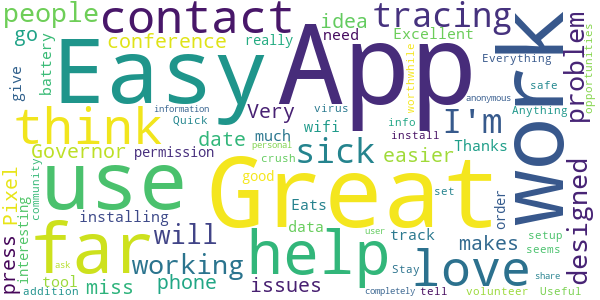 people
contact
tracing
idea
go
conference
really
need
Excellent
Everything
opportunities
Easy
App
work
problem
give
battery
worthwhile
safe
Anything
information
anonymous
think
Quick
Very
virus
info
I'm
Governor
date
much
wifi
install
Thanks
permission
personal
sick
easier
designed
use
Great
good
crush
Pixel
interesting
community
Eats
set
order
installing
press
far
will
help
data
track
makes
setup
seems
user
working
issues
Stay
love
ask
tool
miss
phone
share
addition
completely
tell
volunteer
Useful